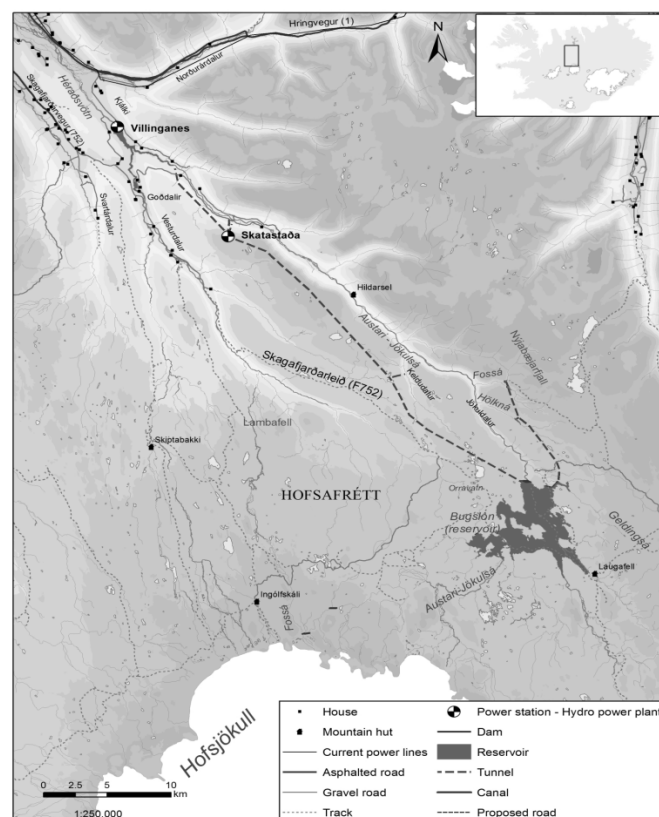 Hringvegur (1)
N
Norðurárdalur
Kjálki
Héraðsvötn
Skagafjarðarvegur (752)
Villinganes
Goðdalir
Svartárdalur
Vesturdalur
Skatastaða
Hildarsel
Austari - Jökulsá
Nýjabæjarfjall
Fossá
Keldudalur
Hölkná
Jökuldalur
Skagafjarðarleið (F752)
Lambafell
Skiptabakki
HOFSAFRÉTT
Orravatn
Bugslón
(reservoir)
Geldingsá
Laugafell
Austari-Jökulsá
Ingólfskáli
Fossá
Hofsjökull
House
Mountain hut
Current power lines
Asphalted road
Gravel road
Track
Power station - Hydro power plant
Dam
Reservoir
Tunnel
Canal
Proposed road
0 2.5 5 10
km
1:250.000